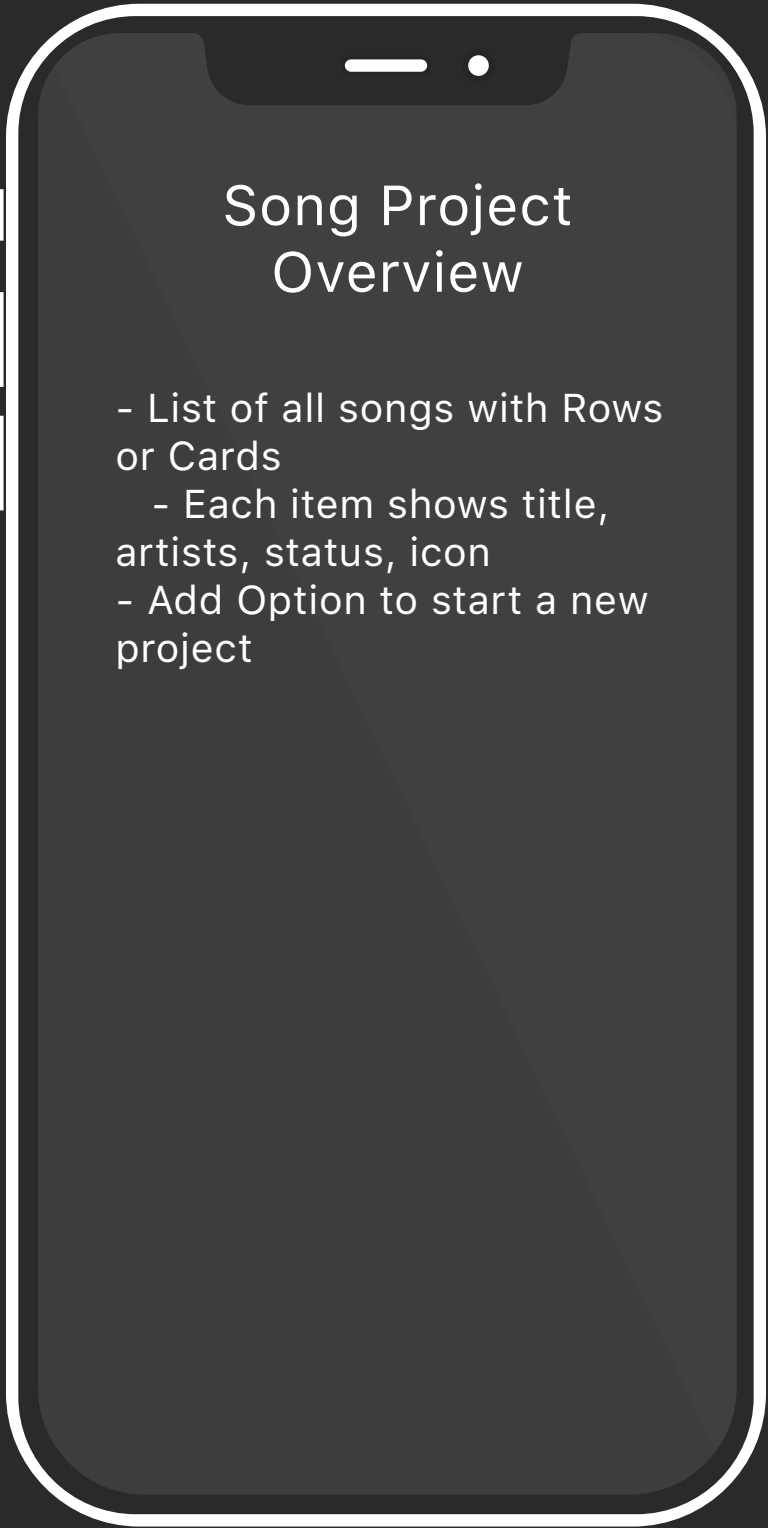 Song Project
Overview
- List of all songs with Rows
or Cards
- Each item shows title,
artists, status, icon
- Add Option to start a new
project